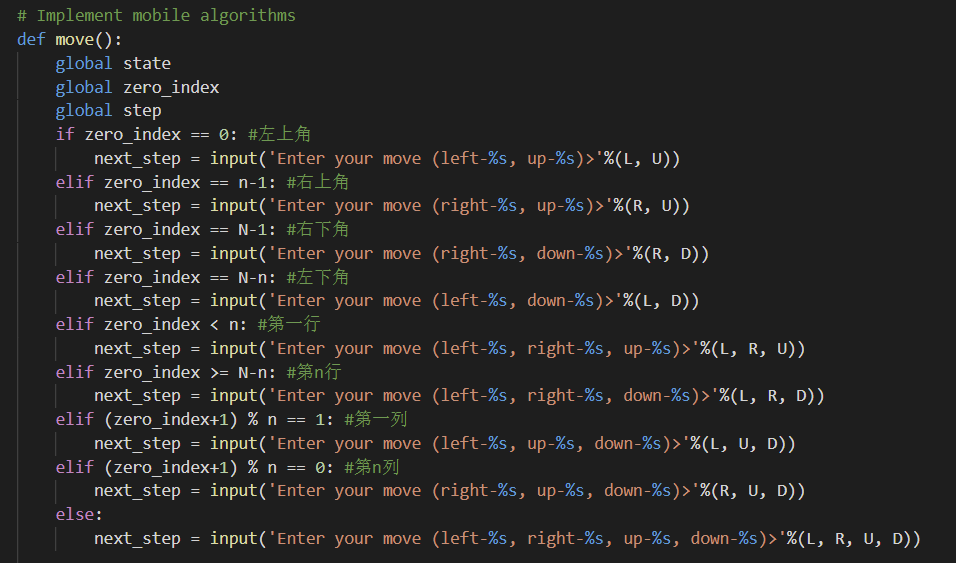 # Implement mobile algorithms
def move():
    global state
    global zero_index
    global step
    if zero_index == 0: #左上角
        next_step = input('Enter your move (left-%s, up-%s)>'%(L, U))
    elif zero_index == n-1: #右上角
        next_step = input('Enter your move (right-%s, up-%s)>'%(R, U))
    elif zero_index == N-1: #右下角
        next_step = input('Enter your move (right-%s, down-%s)>'%(R, D))
    elif zero_index == N-n: #左下角
        next_step = input('Enter your move (left-%s, down-%s)>'%(L, D))
    elif zero_index < n: #第一行
        next_step = input('Enter your move (left-%s, right-%s, up-%s)>'%(L, R, U))
    elif zero_index >= N-n: #第n行
        next_step = input('Enter your move (left-%s, right-%s, down-%s)>'%(L, R, D))
    elif (zero_index+1) % n == 1: #第一列
        next_step = input('Enter your move (left-%s, up-%s, down-%s)>'%(L, U, D))
    elif (zero_index+1) % n == 0: #第n列
        next_step = input('Enter your move (right-%s, up-%s, down-%s)>'%(R, U, D))
    else:
        next_step = input('Enter your move (left-%s, right-%s, up-%s, down-%s)>'%(L, R, U, D))